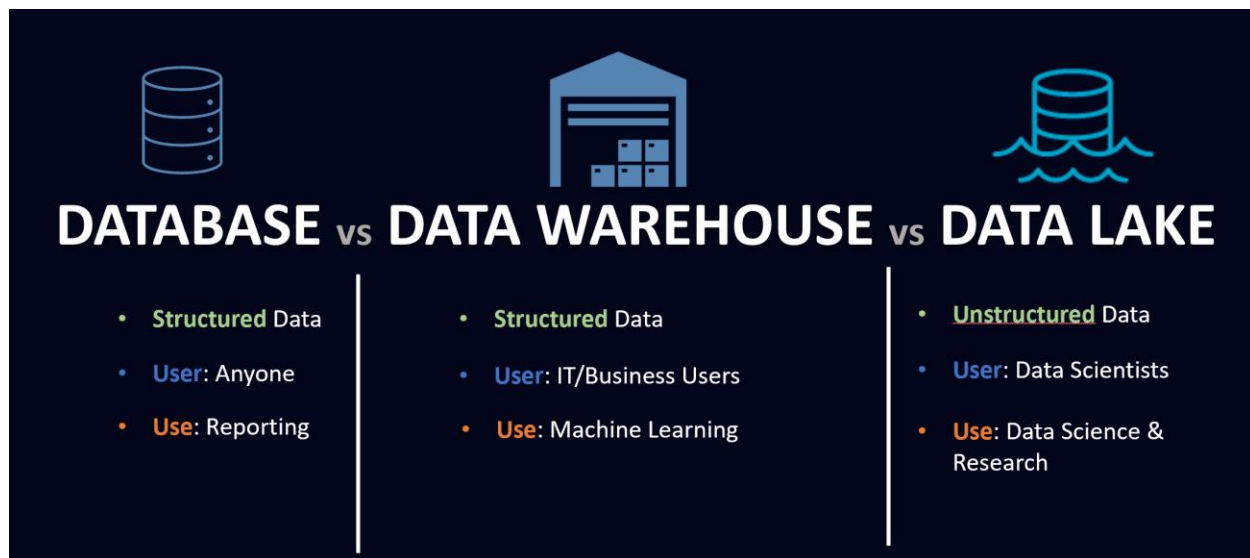 DATABASE vs DATA WAREHOUSE vs DATA LAKE
• Structured Data
• User: Anyone
• Use: Reporting
• Structured Data
• User: IT/Business Users
• Use: Machine Learning
• Unstructured Data
• User: Data Scientists
• Use: Data Science &
Research